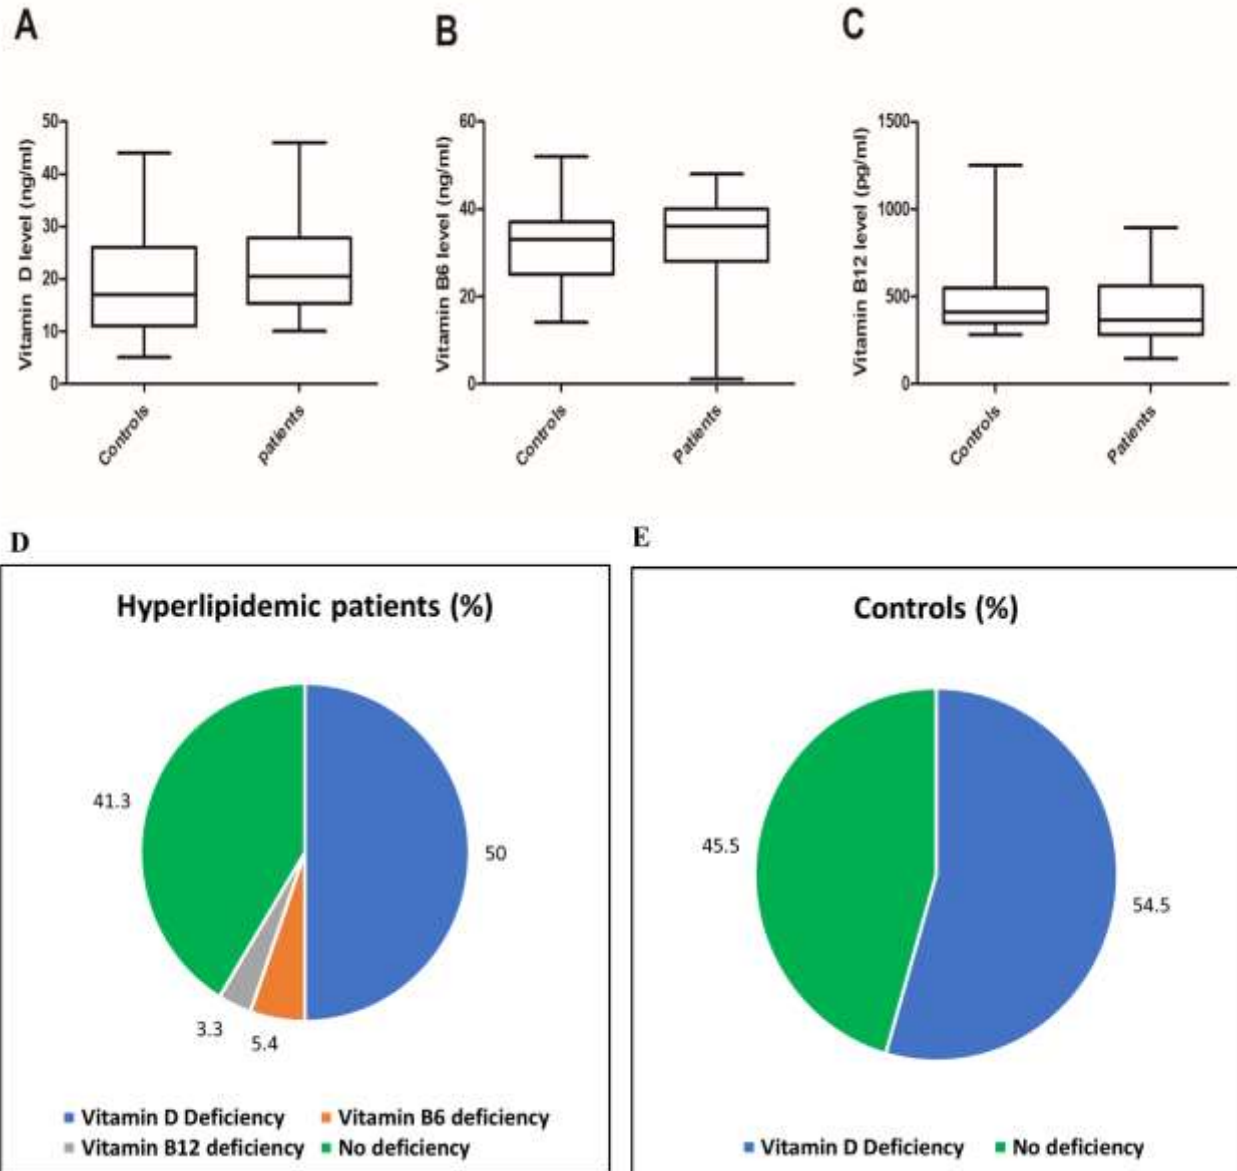 A
B
C
Vitamin D level (ng/ml)
50
40
30
20
10
0
Controls
patients
Vitamin B6 level (ng/ml)
60
40
20
0
Controls
Patients
Vitamin B12 level (pg/ml)
1500
1000
500
0
Controls
Patients
D
Hyperlipidemic patients (%)
41.3
50
3.3
5.4
Vitamin D Deficiency
Vitamin B6 deficiency
Vitamin B12 deficiency
No deficiency
E
Controls (%)
45.5
54.5
Vitamin D Deficiency
No deficiency